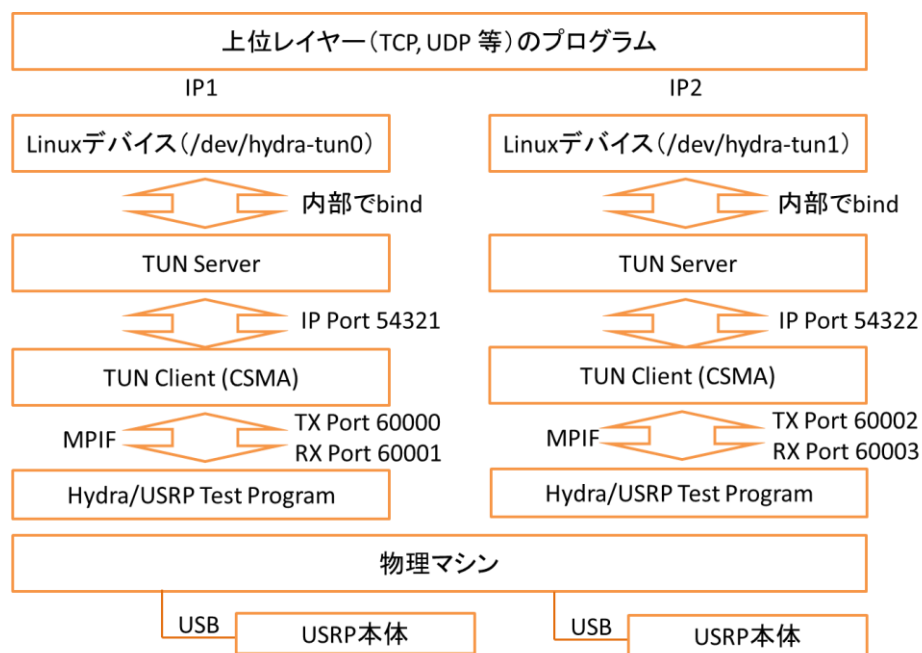 上位レイヤー（TCP, UDP 等）のプログラム
IP1
IP2
Linuxデバイス（/dev/hydra-tun0）
Linuxデバイス（/dev/hydra-tun1）
内部でbind
内部でbind
TUN Server
TUN Server
IP Port 54321
IP Port 54322
TUN Client (CSMA)
TUN Client (CSMA)
MPIF
TX Port 60000
RX Port 60001
MPIF
TX Port 60002
RX Port 60003
Hydra/USRP Test Program
Hydra/USRP Test Program
物理マシン
USB
USRP本体
USB
USRP本体